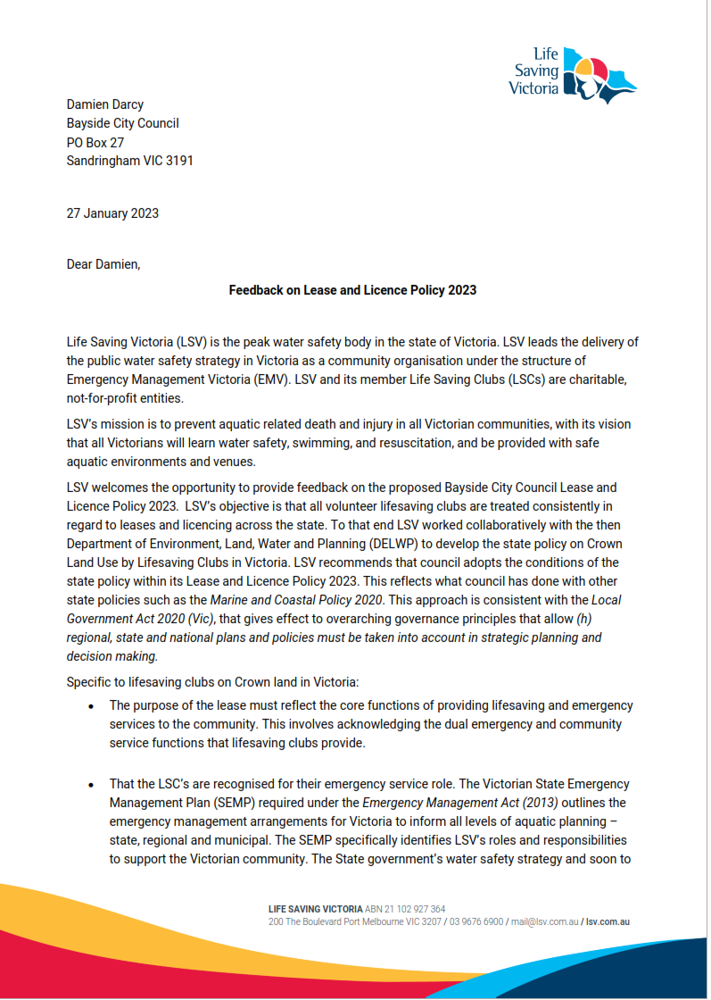 Life
Saving
Victoria
Damien Darcy
Bayside City Council
PO Box 27
Sandringham VIC 3191
27 January 2023
Dear Damien,
Feedback on Lease and Licence Policy 2023
Life Saving Victoria (LSV) is the peak water safety body in the state of Victoria. LSV leads the delivery of
the public water safety strategy in Victoria as a community organisation under the structure of
Emergency Management Victoria (EMV). LSV and its member Life Saving Clubs (LSCs) are charitable,
not-for-profit entities.
LSV’s mission is to prevent aquatic related death and injury in all Victorian communities, with its vision
that all Victorians will learn water safety, swimming, and resuscitation, and be provided with safe
aquatic environments and venues.
LSV welcomes the opportunity to provide feedback on the proposed Bayside City Council Lease and
Licence Policy 2023.  LSV’s objective is that all volunteer lifesaving clubs are treated consistently in
regard to leases and licencing across the state. To that end LSV worked collaboratively with the then
Department of Environment, Land, Water and Planning (DELWP) to develop the state policy on Crown
Land Use by Lifesaving Clubs in Victoria. LSV recommends that council adopts the conditions of the
state policy within its Lease and Licence Policy 2023. This reflects what council has done with other
state policies such as the Marine and Coastal Policy 2020. This approach is consistent with the Local
Government Act 2020 (Vic), that gives effect to overarching governance principles that allow (h)
regional, state and national plans and policies must be taken into account in strategic planning and
decision making.
Specific to lifesaving clubs on Crown land in Victoria:
• The purpose of the lease must reflect the core functions of providing lifesaving and emergency
services to the community. This involves acknowledging the dual emergency and community
service functions that lifesaving clubs provide.
• That the LSC’s are recognised for their emergency service role. The Victorian State Emergency
Management Plan (SEMP) required under the Emergency Management Act (2013) outlines the
emergency management arrangements for Victoria to inform all levels of aquatic planning –
state, regional and municipal. The SEMP specifically identifies LSV’s roles and responsibilities
to support the Victorian community. The State government’s water safety strategy and soon to
LIFE SAVING VICTORIA ABN 21 102 927 364
200 The Boulevard Port Melbourne VIC 3207 / 03 9676 6900 / mail@lsv.com.au / lsv.com.au